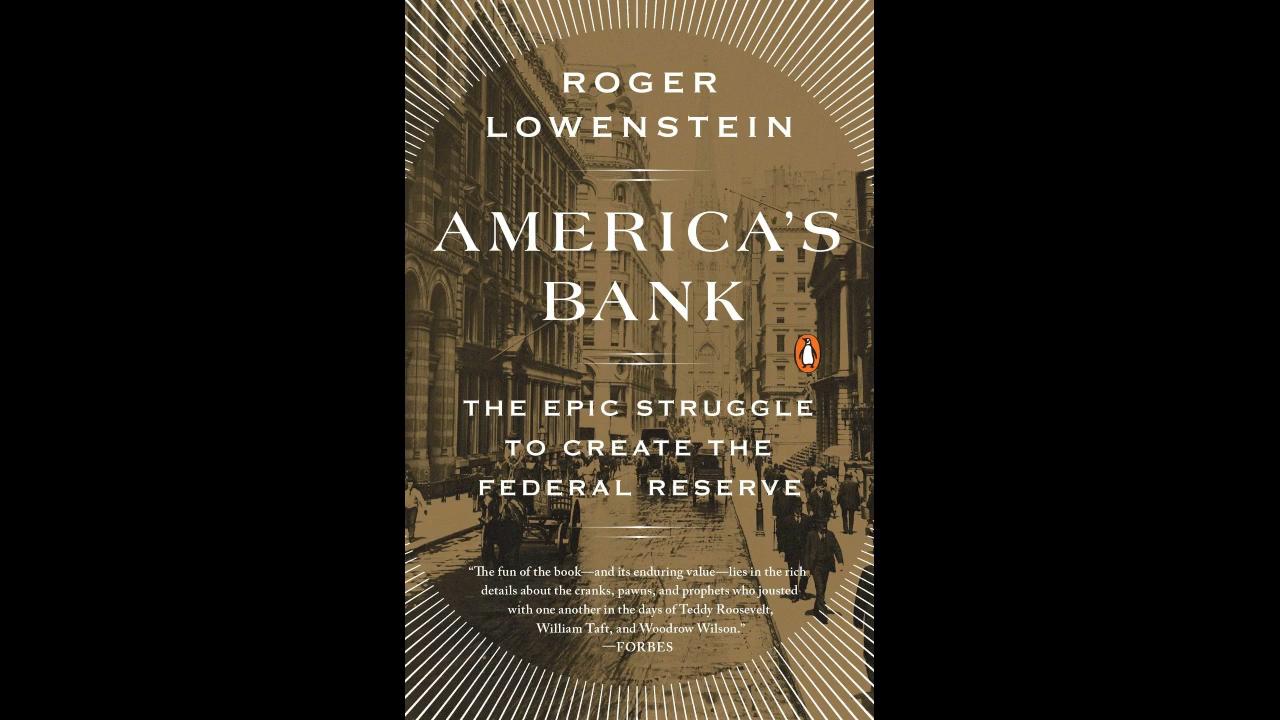 ROGER
LOWENSTEIN
AMERICA’S
BANK
THE EPIC STRUGGLE
TO CREATE THE
FEDERAL RESERVE
“The fun of the book—and its enduring value—lies in the rich
details about the cranks, pawns, and prophets who jousted
with one another in the days of Teddy Roosevelt,
William Taft, and Woodrow Wilson.”
—FORBES